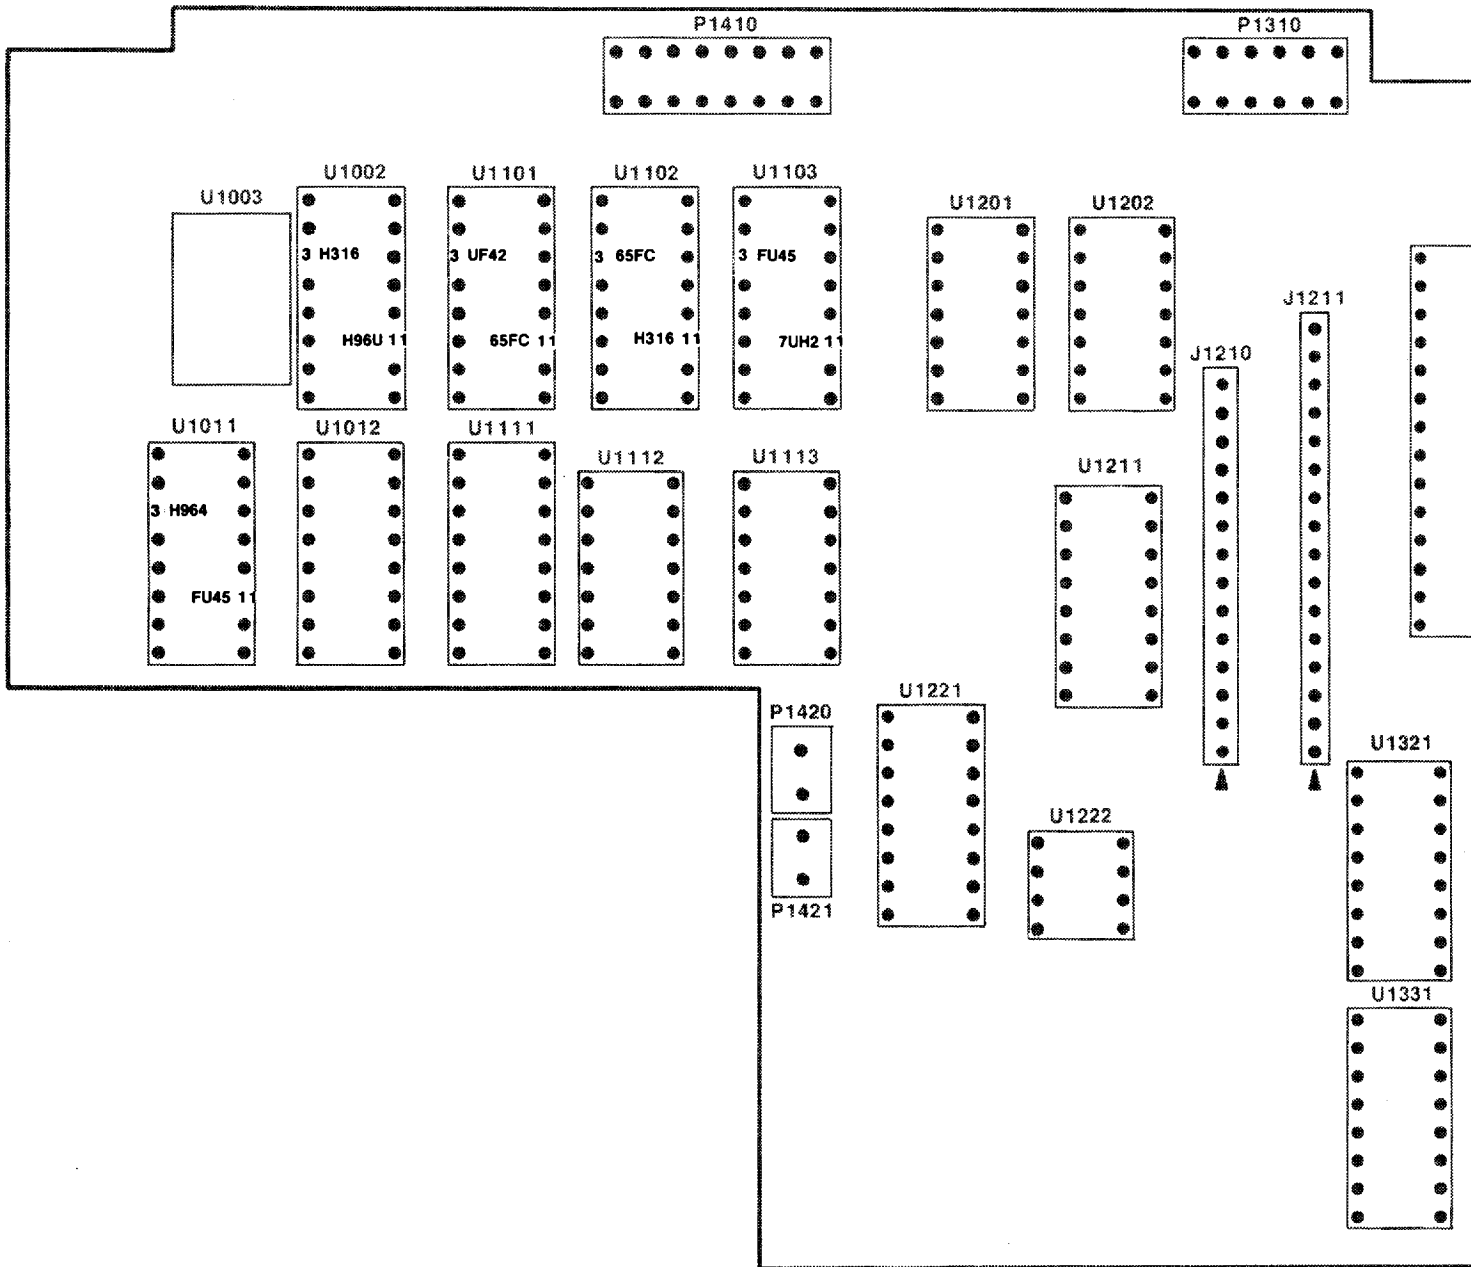 P1410 P1310
U1002 U1101 U1102 U1103
U1003 U1201 U1202
3 H316 3 UF42 3 65FC 3 FU45
J1211
H96U 11 65FC 11 H316 11 7UH2 11
J1210
U1011 U1012 U1111
U1112 U1113 U1211
3 H964
FU45 11
U1221
P1420
U1321
U1222
P1421
U1331